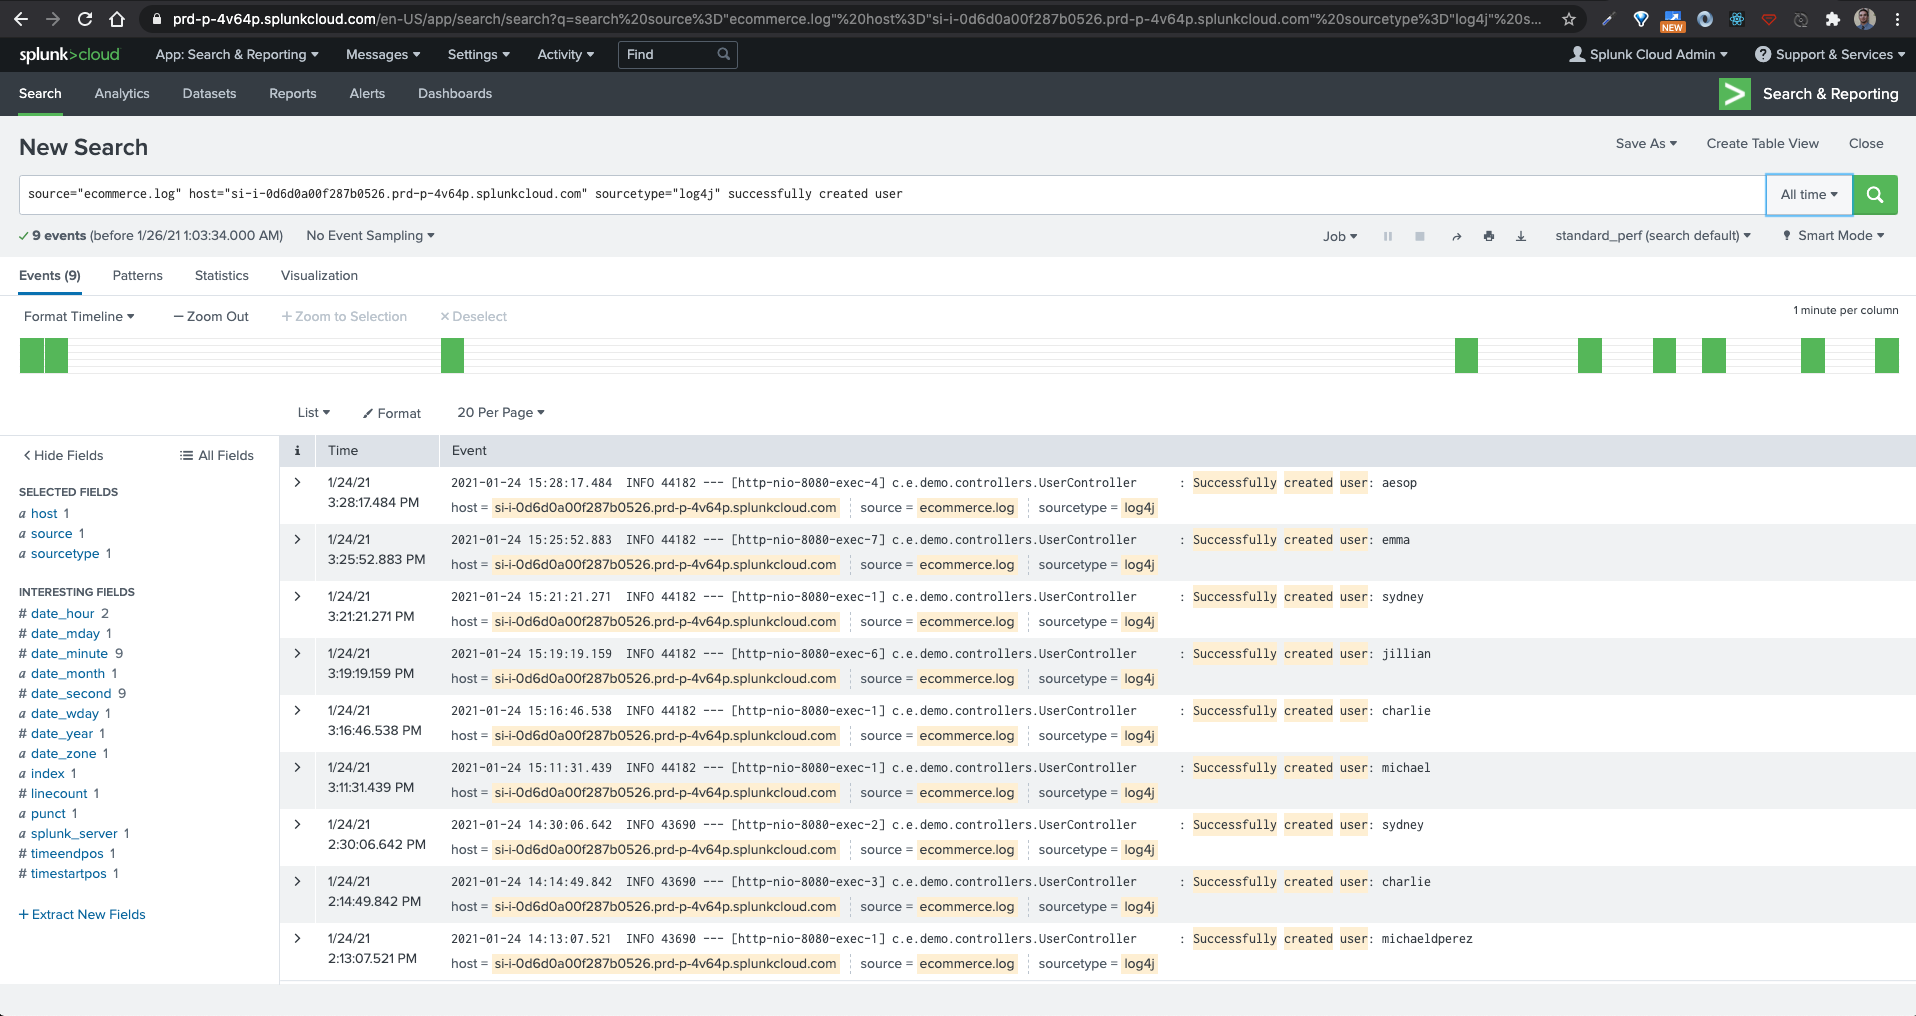 prd-p-4v64p.splunkcloud.com/en-US/app/search/search?q=search%20source%3D"ecommerce.log"%20host%3D"si-i-0d6d0a00f287b0526.prd-p-4v64p.splunkcloud.com"%20sourcetype%3D"log4j"%20s...
NEW
splunk>cloud App: Search & Reporting Messages Settings Activity Find Splunk Cloud Admin ? Support & Services
Search Analytics Datasets Reports Alerts Dashboards > Search & Reporting
New Search Save As Create Table View Close
source="ecommerce.log" host="si-i-0d6d0a00f287b0526.prd-p-4v64p.splunkcloud.com" sourcetype="log4j" successfully created user All time
✓ 9 events (before 1/26/21 1:03:34.000 AM) No Event Sampling Job standard_perf (search default) Smart Mode
Events (9) Patterns Statistics Visualization
Format Timeline — Zoom Out + Zoom to Selection × Deselect 1 minute per column
List Format 20 Per Page
< Hide Fields All Fields
SELECTED FIELDS
a host 1
a source 1
a sourcetype 1
INTERESTING FIELDS
# date_hour 2
# date_mday 1
# date_minute 9
a date_month 1
# date_second 9
a date_wday 1
# date_year 1
a date_zone 1
a index 1
# linecount 1
a punct 1
a splunk_server 1
# timeendpos 1
# timestartpos 1
+ Extract New Fields
i Time Event
> 1/24/21 2021-01-24 15:28:17.484 INFO 44182 --- [http-nio-8080-exec-4] c.e.demo.controllers.UserController : Successfully created user: aesop
3:28:17.484 PM host = si-i-0d6d0a00f287b0526.prd-p-4v64p.splunkcloud.com source = ecommerce.log sourcetype = log4j
> 1/24/21 2021-01-24 15:25:52.883 INFO 44182 --- [http-nio-8080-exec-7] c.e.demo.controllers.UserController : Successfully created user: emma
3:25:52.883 PM host = si-i-0d6d0a00f287b0526.prd-p-4v64p.splunkcloud.com source = ecommerce.log sourcetype = log4j
> 1/24/21 2021-01-24 15:21:21.271 INFO 44182 --- [http-nio-8080-exec-1] c.e.demo.controllers.UserController : Successfully created user: sydney
3:21:21.271 PM host = si-i-0d6d0a00f287b0526.prd-p-4v64p.splunkcloud.com source = ecommerce.log sourcetype = log4j
> 1/24/21 2021-01-24 15:19:19.159 INFO 44182 --- [http-nio-8080-exec-6] c.e.demo.controllers.UserController : Successfully created user: jillian
3:19:19.159 PM host = si-i-0d6d0a00f287b0526.prd-p-4v64p.splunkcloud.com source = ecommerce.log sourcetype = log4j
> 1/24/21 2021-01-24 15:16:46.538 INFO 44182 --- [http-nio-8080-exec-1] c.e.demo.controllers.UserController : Successfully created user: charlie
3:16:46.538 PM host = si-i-0d6d0a00f287b0526.prd-p-4v64p.splunkcloud.com source = ecommerce.log sourcetype = log4j
> 1/24/21 2021-01-24 15:11:31.439 INFO 44182 --- [http-nio-8080-exec-1] c.e.demo.controllers.UserController : Successfully created user: michael
3:11:31.439 PM host = si-i-0d6d0a00f287b0526.prd-p-4v64p.splunkcloud.com source = ecommerce.log sourcetype = log4j
> 1/24/21 2021-01-24 14:30:06.642 INFO 43690 --- [http-nio-8080-exec-2] c.e.demo.controllers.UserController : Successfully created user: sydney
2:30:06.642 PM host = si-i-0d6d0a00f287b0526.prd-p-4v64p.splunkcloud.com source = ecommerce.log sourcetype = log4j
> 1/24/21 2021-01-24 14:14:49.842 INFO 43690 --- [http-nio-8080-exec-3] c.e.demo.controllers.UserController : Successfully created user: charlie
2:14:49.842 PM host = si-i-0d6d0a00f287b0526.prd-p-4v64p.splunkcloud.com source = ecommerce.log sourcetype = log4j
> 1/24/21 2021-01-24 14:13:07.521 INFO 43690 --- [http-nio-8080-exec-1] c.e.demo.controllers.UserController : Successfully created user: michaeldperez
2:13:07.521 PM host = si-i-0d6d0a00f287b0526.prd-p-4v64p.splunkcloud.com source = ecommerce.log sourcetype = log4j